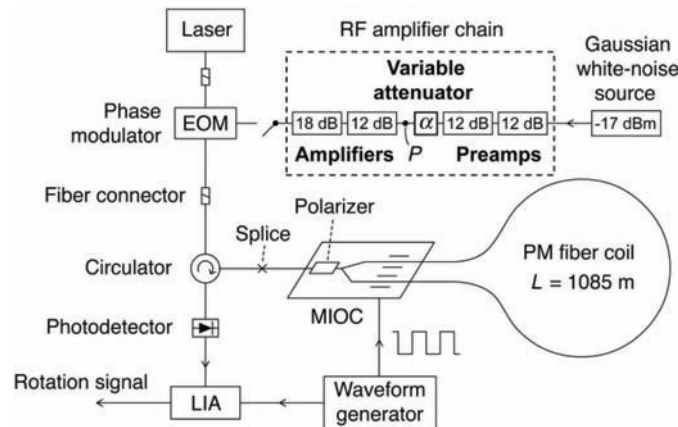 Laser
RF amplifier chain
Variable
attenuator
Gaussian
white-noise
source
Phase
modulator
EOM
18 dB
12 dB
α
12 dB
12 dB
-17 dBm
Amplifiers
P
Preamps
Fiber connector
Polarizer
Splice
Circulator
PM fiber coil
L = 1085 m
MIOC
Photodetector
Rotation signal
LIA
Waveform
generator